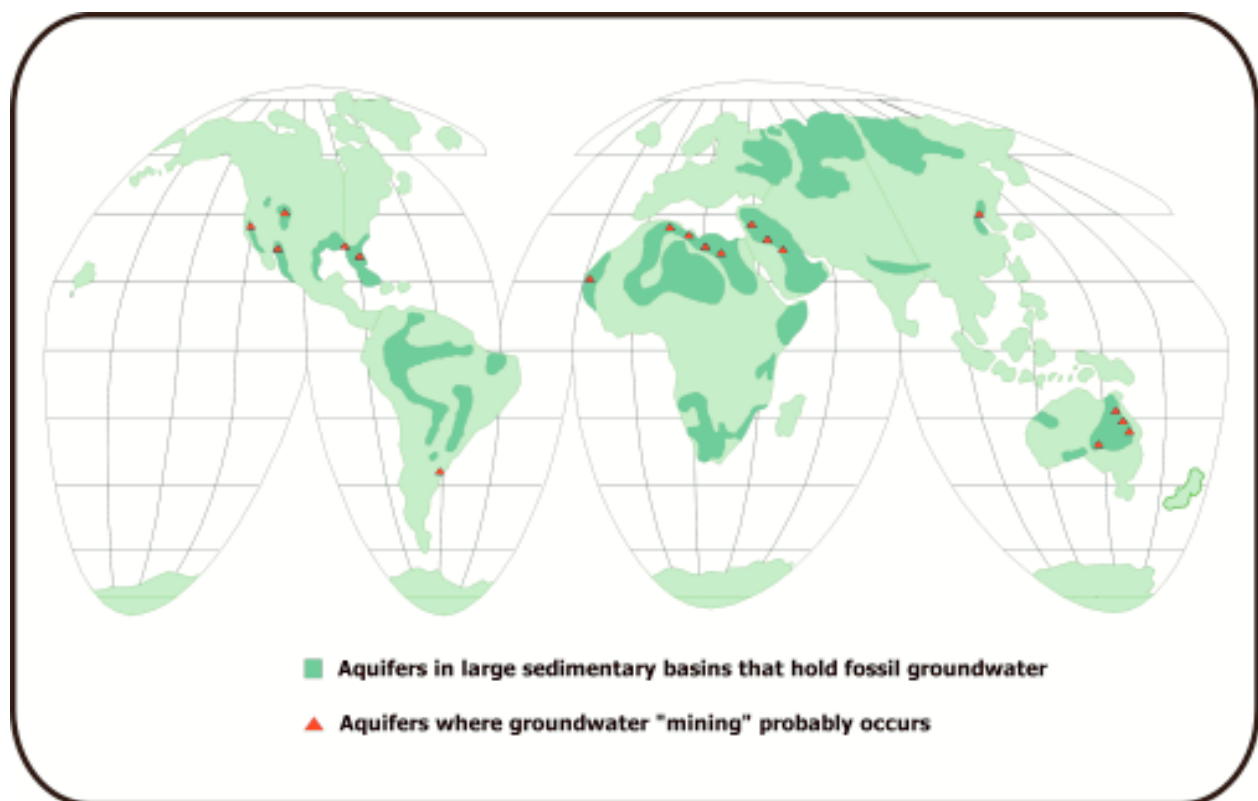 Aquifers in large sedimentary basins that hold fossil groundwater
Aquifers where groundwater "mining" probably occurs